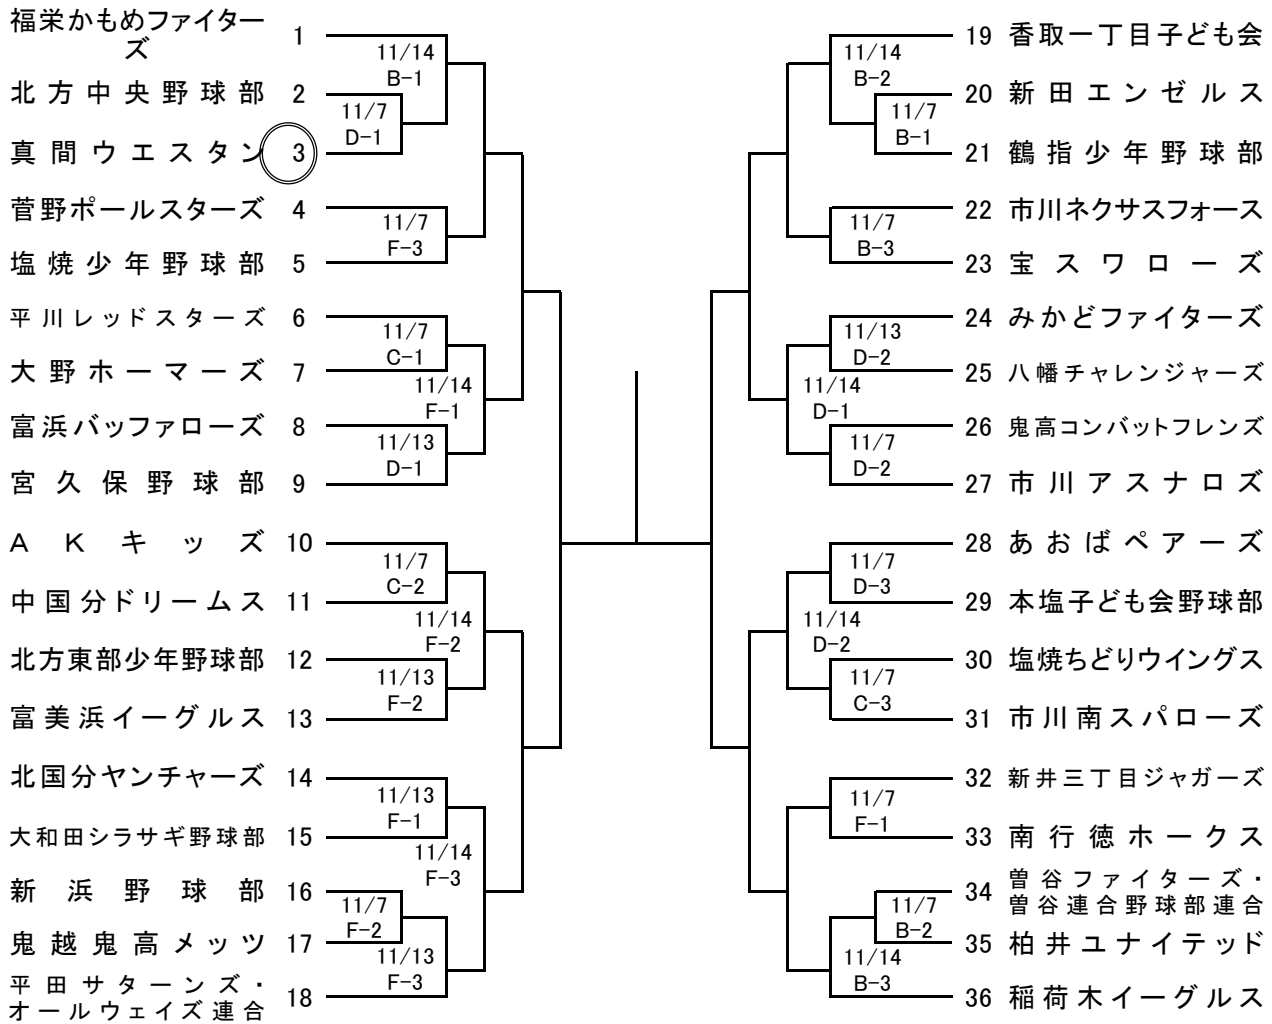 福栄かもめファイター
ズ
1
北方中央野球部 2
真間ウエスタン 3
菅野ポールスターズ 4
塩焼少年野球部 5
平川レッドスターズ 6
大野ホーマーズ 7
富浜バッファローズ 8
宮久保野球部 9
AKキッズ 10
中国分ドリームス 11
北方東部少年野球部 12
富美浜イーグルス 13
北国分ヤンチャーズ 14
大和田シラサギ野球部 15
新浜野球部 16
鬼越鬼高メッツ 17
平田サターンズ・
オールウェイズ連合
18
11/14
B-1
11/7
D-1
11/7
F-3
11/7
C-1
11/14
F-1
11/13
D-1
11/7
C-2
11/14
F-2
11/13
F-2
11/13
F-1
11/14
F-3
11/7
F-2
11/13
F-3
11/14
B-2
11/7
B-1
11/7
B-3
11/13
D-2
11/14
D-1
11/7
D-2
11/7
D-3
11/14
D-2
11/7
C-3
11/7
F-1
11/7
B-2
11/14
B-3
19 香取一丁目子ども会
20 新田エンゼルス
21 鶴指少年野球部
22 市川ネクサスフォース
23 宝スワローズ
24 みかどファイターズ
25 八幡チャレンジャーズ
26 鬼高コンバットフレンズ
27 市川アスナロズ
28 あおばペアーズ
29 本塩子ども会野球部
30 塩焼ちどりウイングス
31 市川南スパローズ
32 新井三丁目ジャガーズ
33 南行徳ホークス
34
曽谷ファイターズ・
曽谷連合野球部連合
35 柏井ユナイテッド
36 稲荷木イーグルス